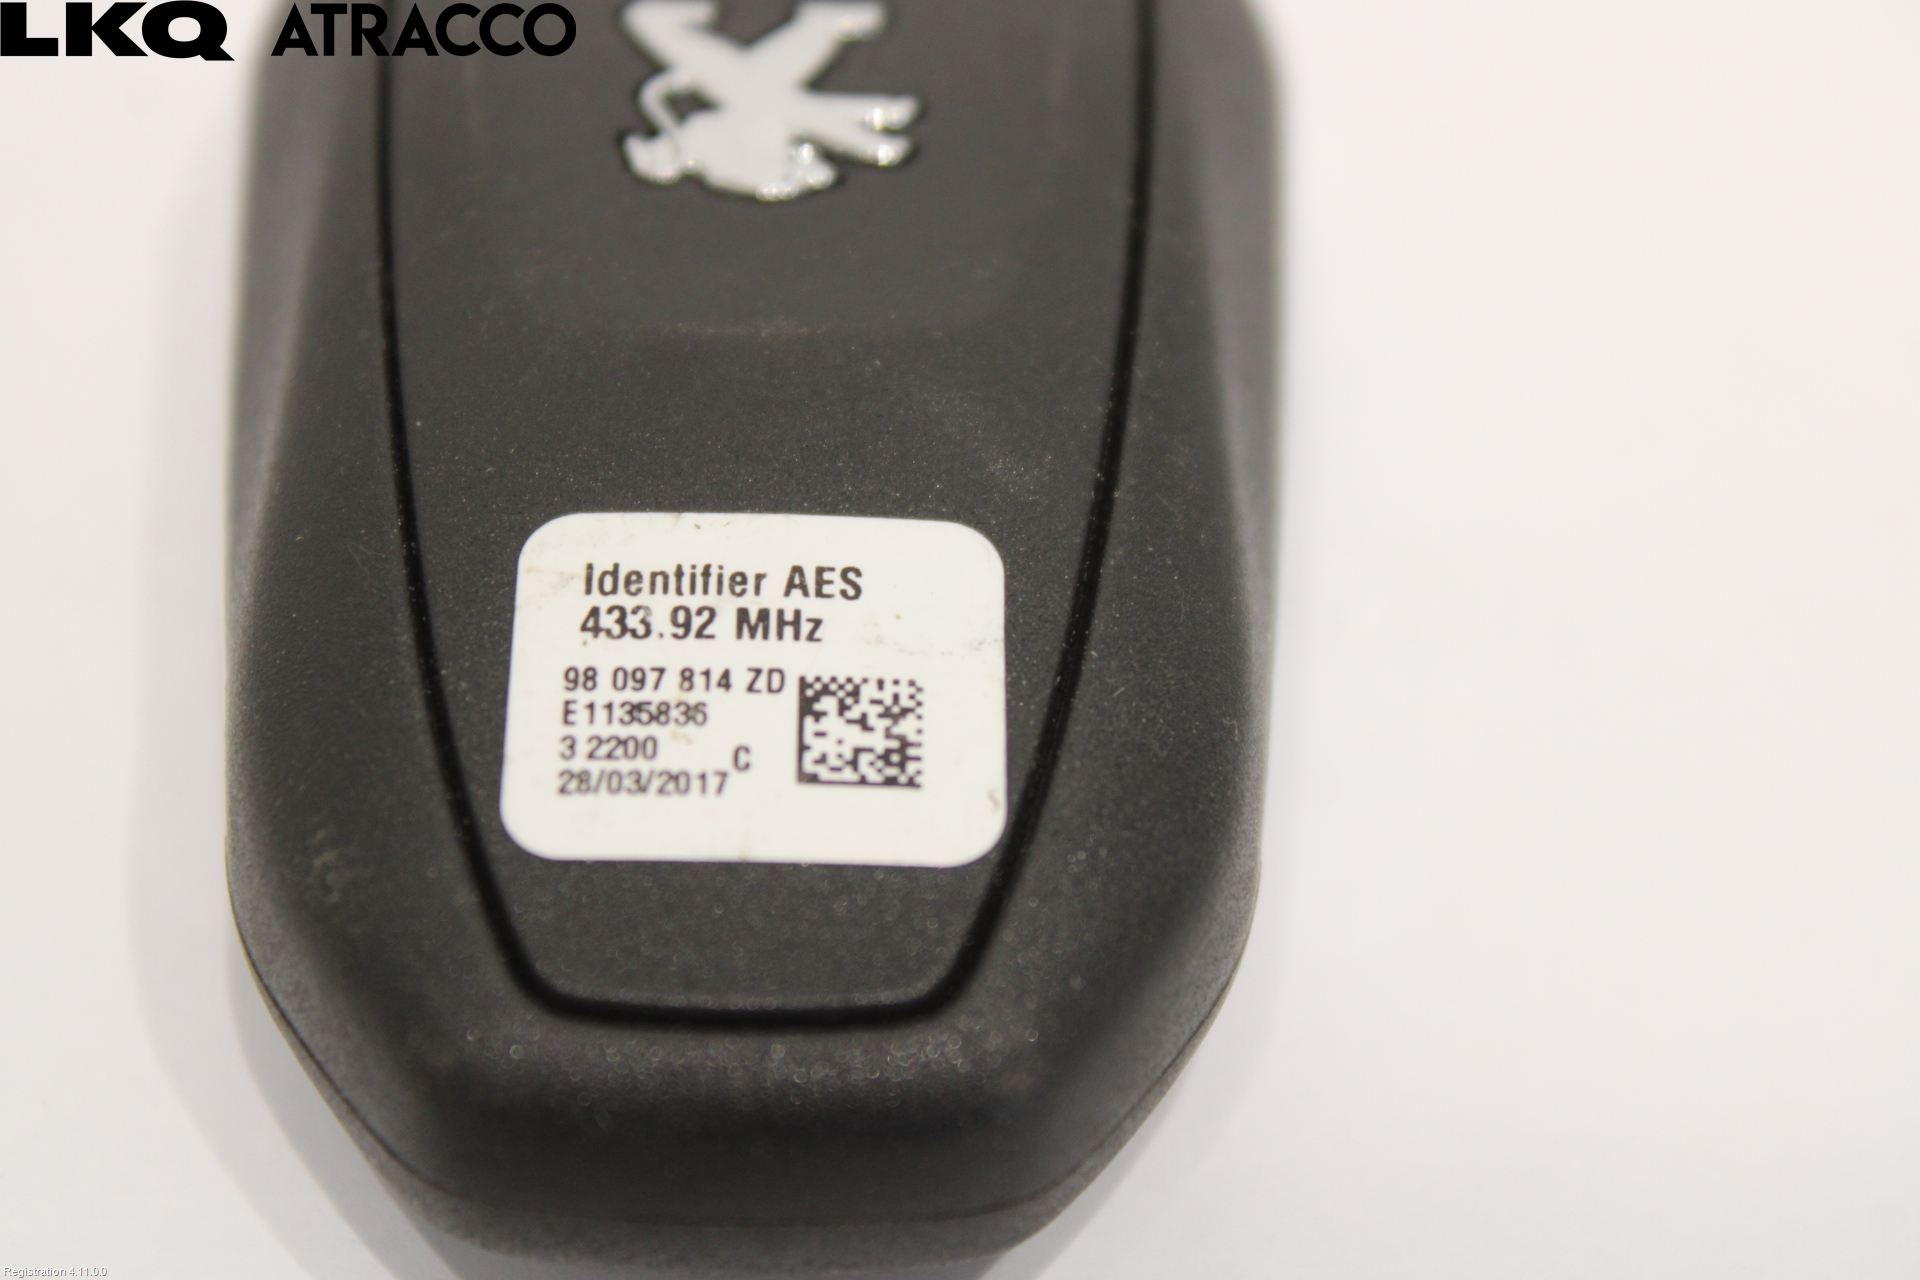 LKQ ATRACCO
Identifier AES
433.92 MHz
98 097 814 ZD
E1135836
3 2200 C
28/03/2017
Registration 4.11.0.0